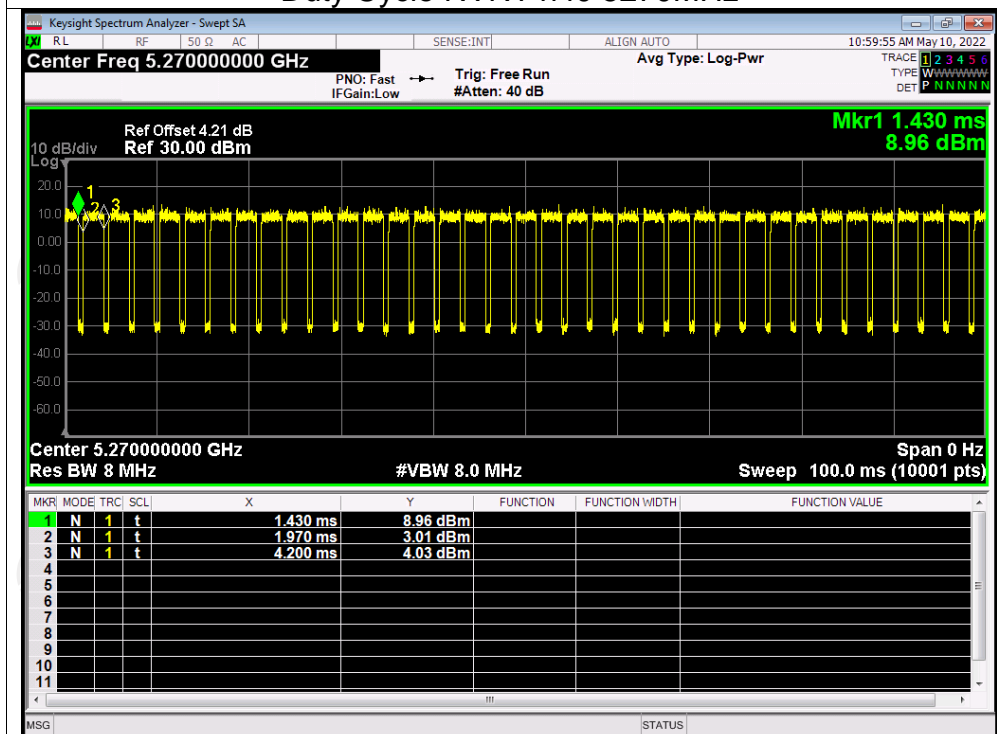 Keysight Spectrum Analyzer - Swept SA
LXI RL RF 50 Ω AC SENSE:INT ALIGN AUTO 10:59:55 AM May 10, 2022
Center Freq 5.270000000 GHz
PNO: Fast
IFGain:Low
Trig: Free Run
#Atten: 40 dB
Avg Type: Log-Pwr
TRACE 1 2 3 4 5 6
TYPE WWWWWW
DET P N N N N N
Mkr1 1.430 ms
8.96 dBm
Ref Offset 4.21 dB
10 dB/div Ref 30.00 dBm
Log
20.0
10.0
0.00
-10.0
-20.0
-30.0
-40.0
-50.0
-60.0
1
2
3
Center 5.270000000 GHz Span 0 Hz
Res BW 8 MHz #VBW 8.0 MHz Sweep 100.0 ms (10001 pts)
MKR MODE TRC SCL X Y FUNCTION FUNCTION WIDTH FUNCTION VALUE
1 N 1 t 1.430 ms 8.96 dBm
2 N 1 t 1.970 ms 3.01 dBm
3 N 1 t 4.200 ms 4.03 dBm
4
5
6
7
8
9
10
11
MSG STATUS